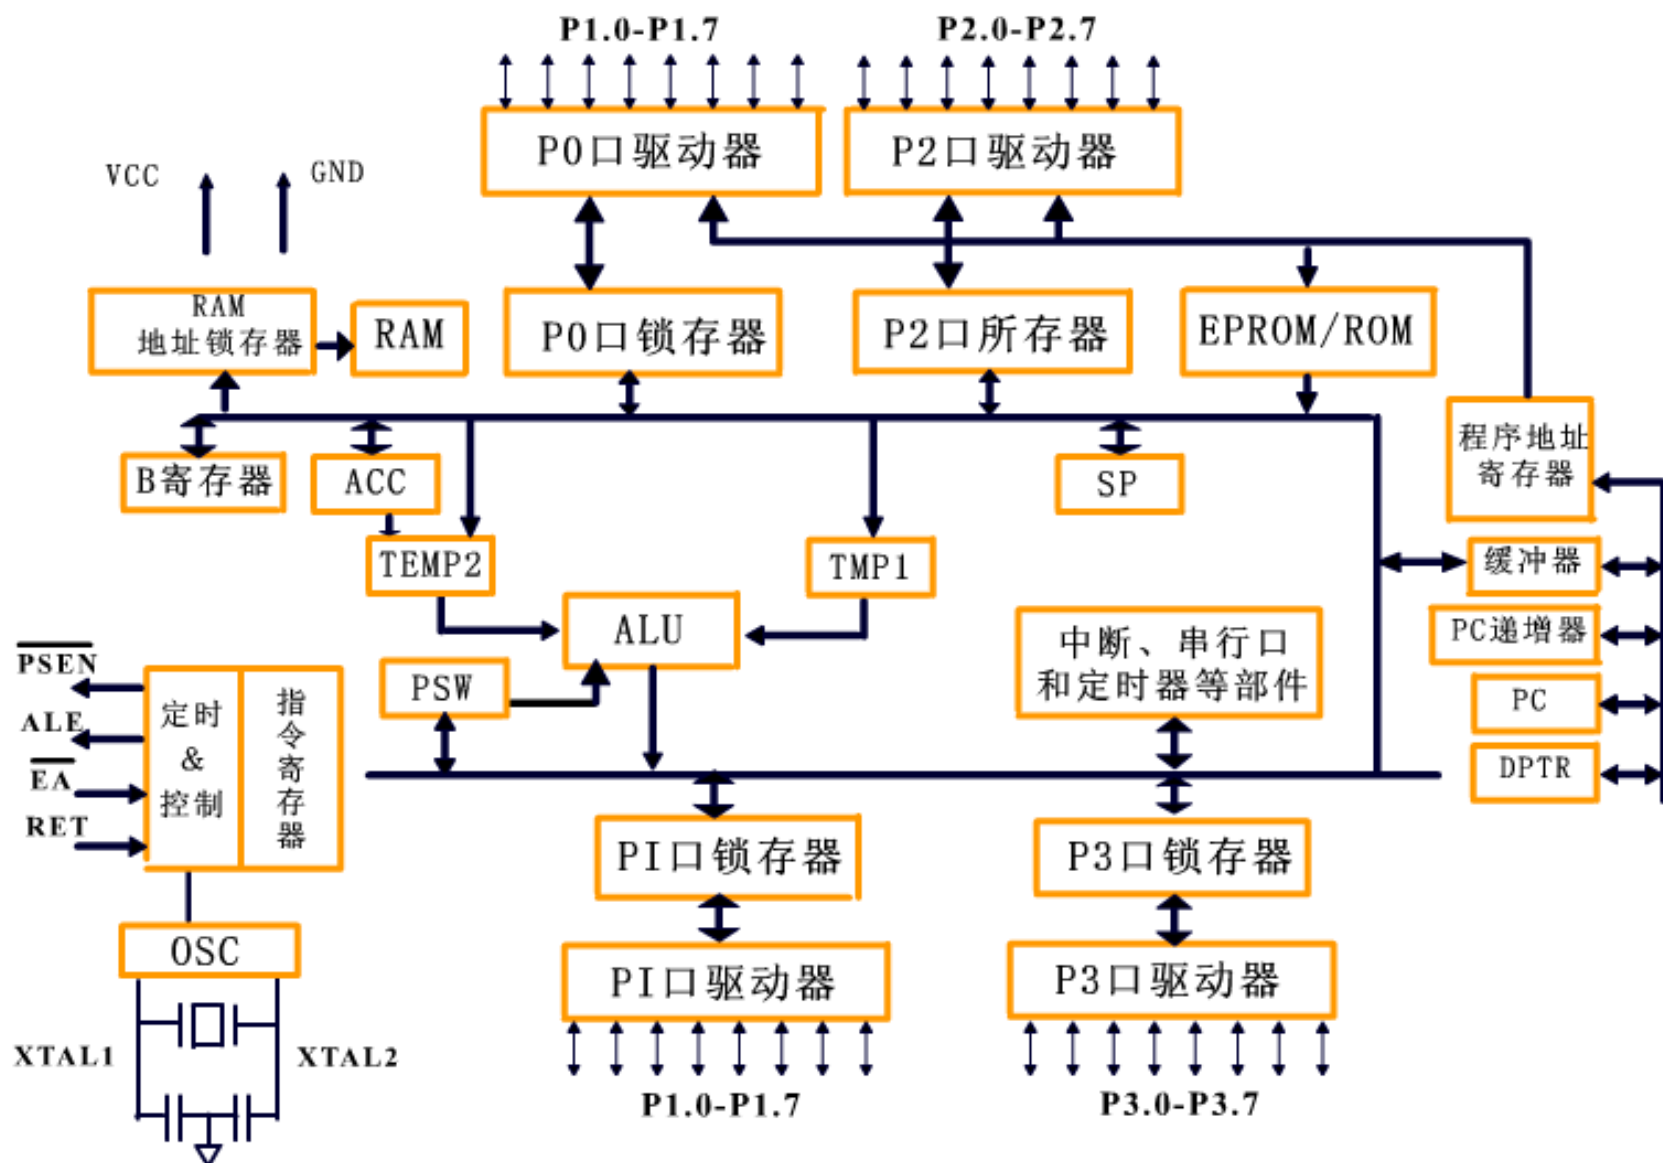 P1.0-P1.7
P2.0-P2.7
P0口驱动器
P2口驱动器
VCC
GND
RAM
地址锁存器
RAM
P0口锁存器
P2口所存器
EPROM/ROM
程序地址
寄存器
B寄存器
ACC
SP
TEMP2
TMP1
缓冲器
ALU
中断、串行口
和定时器等部件
PC递增器
PSEN
PSW
PC
ALE
定时
&
控制
指令寄存器
DPTR
EA
RET
PI口锁存器
P3口锁存器
OSC
PI口驱动器
P3口驱动器
XTAL1
XTAL2
P1.0-P1.7
P3.0-P3.7